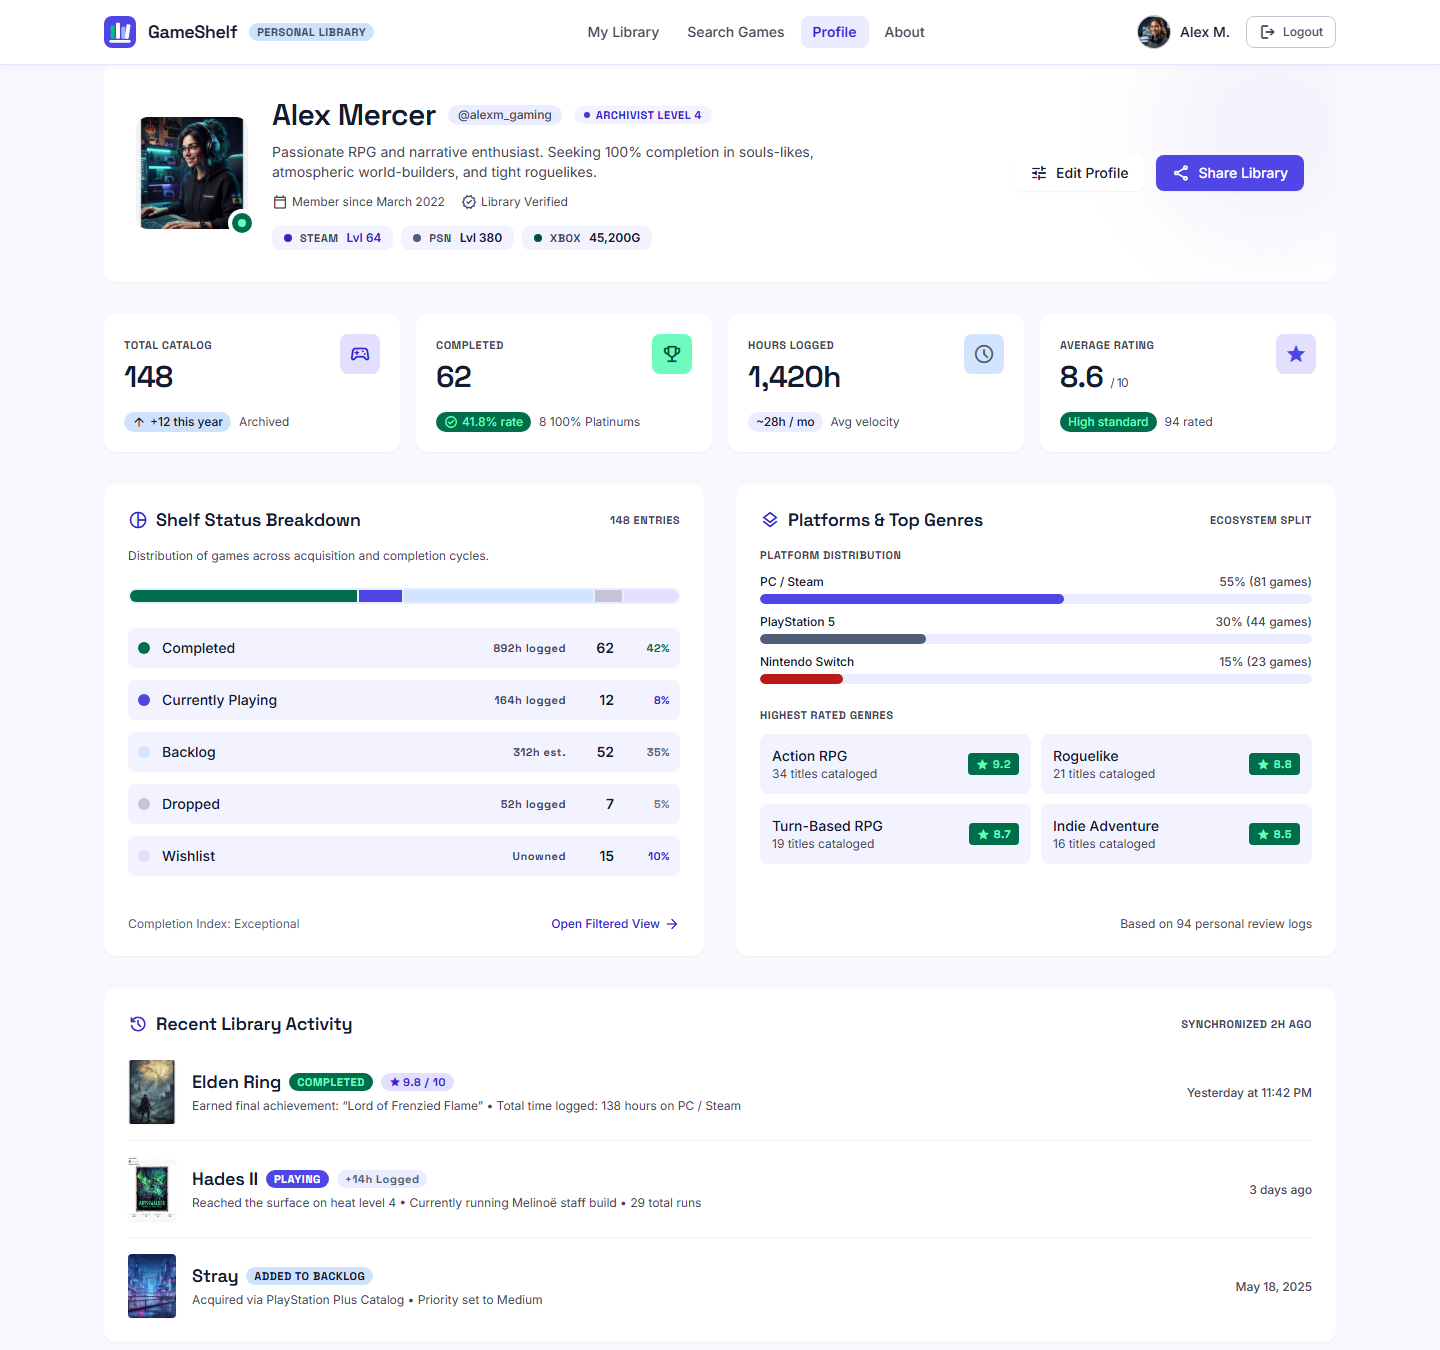 GameShelf PERSONAL LIBRARY My Library Search Games Profile About Alex M. Logout
Alex Mercer @alexm_gaming ARCHIVIST LEVEL 4
Passionate RPG and narrative enthusiast. Seeking 100% completion in souls-likes,
atmospheric world-builders, and tight roguelikes.
Edit Profile Share Library
Member since March 2022 Library Verified
STEAM Lvl 64 PSN Lvl 380 XBOX 45,200G
TOTAL CATALOG
148
+12 this year Archived
COMPLETED
62
41.8% rate 8 100% Platinums
HOURS LOGGED
1,420h
~28h / mo Avg velocity
AVERAGE RATING
8.6 / 10
High standard 94 rated
Shelf Status Breakdown 148 ENTRIES
Distribution of games across acquisition and completion cycles.
Completed 892h logged 62 42%
Currently Playing 164h logged 12 8%
Backlog 312h est. 52 35%
Dropped 52h logged 7 5%
Wishlist Unowned 15 10%
Completion Index: Exceptional Open Filtered View
Platforms & Top Genres ECOSYSTEM SPLIT
PLATFORM DISTRIBUTION
PC / Steam 55% (81 games)
PlayStation 5 30% (44 games)
Nintendo Switch 15% (23 games)
HIGHEST RATED GENRES
Action RPG
34 titles cataloged
9.2
Roguelike
21 titles cataloged
8.8
Turn-Based RPG
19 titles cataloged
8.7
Indie Adventure
16 titles cataloged
8.5
Based on 94 personal review logs
Recent Library Activity SYNCHRONIZED 2H AGO
Elden Ring COMPLETED 9.8 / 10
Earned final achievement: “Lord of Frenzied Flame” • Total time logged: 138 hours on PC / Steam
Yesterday at 11:42 PM
Hades II PLAYING +14h Logged
Reached the surface on heat level 4 • Currently running Melinoë staff build • 29 total runs
3 days ago
Stray ADDED TO BACKLOG
Acquired via PlayStation Plus Catalog • Priority set to Medium
May 18, 2025